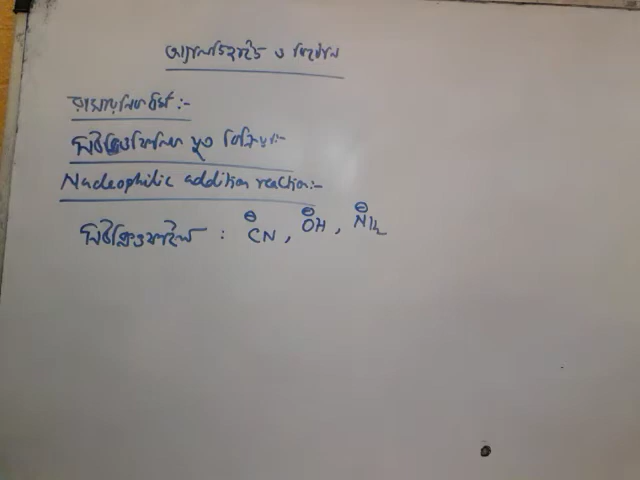 অ্যালডিহাইড ও কিটোন
রাসায়নিক ধর্ম :-
নিউক্লিওফিলিক যুত বিক্রিয়া:-
Nucleophilic addition reaction:-
নিউক্লিওফাইল : ⊖CN, ⊖OH, ⊖NH₂